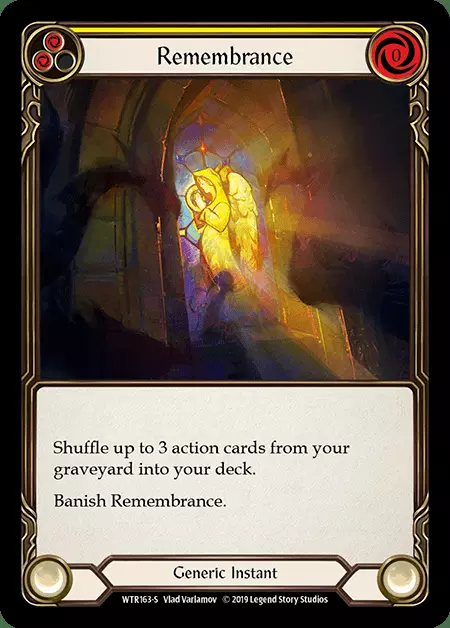 Remembrance
0
Shuffle up to 3 action cards from your
graveyard into your deck.
Banish Remembrance.
Generic Instant
WTR163-S Vlad Varlamov © 2019 Legend Story Studios